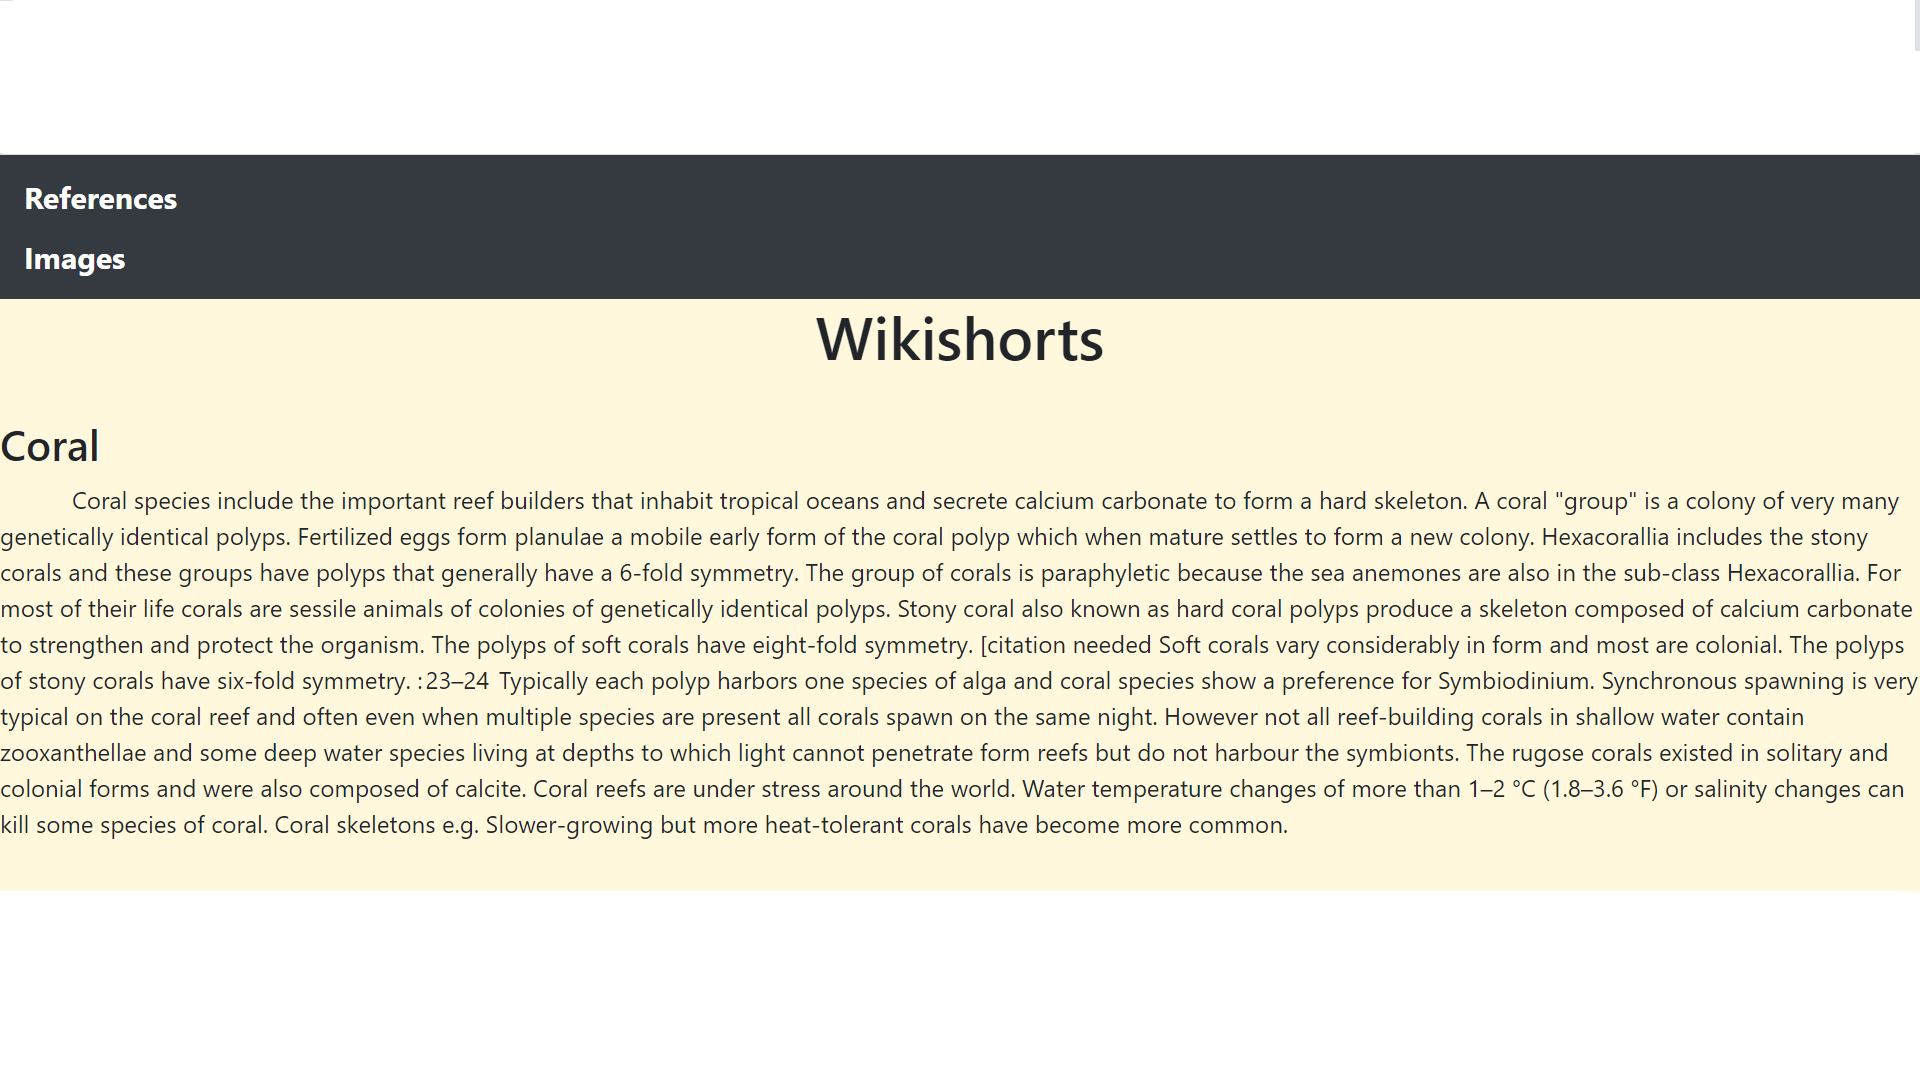 References
Images
Wikishorts
Coral
Coral species include the important reef builders that inhabit tropical oceans and secrete calcium carbonate to form a hard skeleton. A coral "group" is a colony of very many
genetically identical polyps. Fertilized eggs form planulae a mobile early form of the coral polyp which when mature settles to form a new colony. Hexacorallia includes the stony
corals and these groups have polyps that generally have a 6-fold symmetry. The group of corals is paraphyletic because the sea anemones are also in the sub-class Hexacorallia. For
most of their life corals are sessile animals of colonies of genetically identical polyps. Stony coral also known as hard coral polyps produce a skeleton composed of calcium carbonate
to strengthen and protect the organism. The polyps of soft corals have eight-fold symmetry. [citation needed Soft corals vary considerably in form and most are colonial. The polyps
of stony corals have six-fold symmetry. : 23–24  Typically each polyp harbors one species of alga and coral species show a preference for Symbiodinium. Synchronous spawning is very
typical on the coral reef and often even when multiple species are present all corals spawn on the same night. However not all reef-building corals in shallow water contain
zooxanthellae and some deep water species living at depths to which light cannot penetrate form reefs but do not harbour the symbionts. The rugose corals existed in solitary and
colonial forms and were also composed of calcite. Coral reefs are under stress around the world. Water temperature changes of more than 1–2 °C (1.8–3.6 °F) or salinity changes can
kill some species of coral. Coral skeletons e.g. Slower-growing but more heat-tolerant corals have become more common.